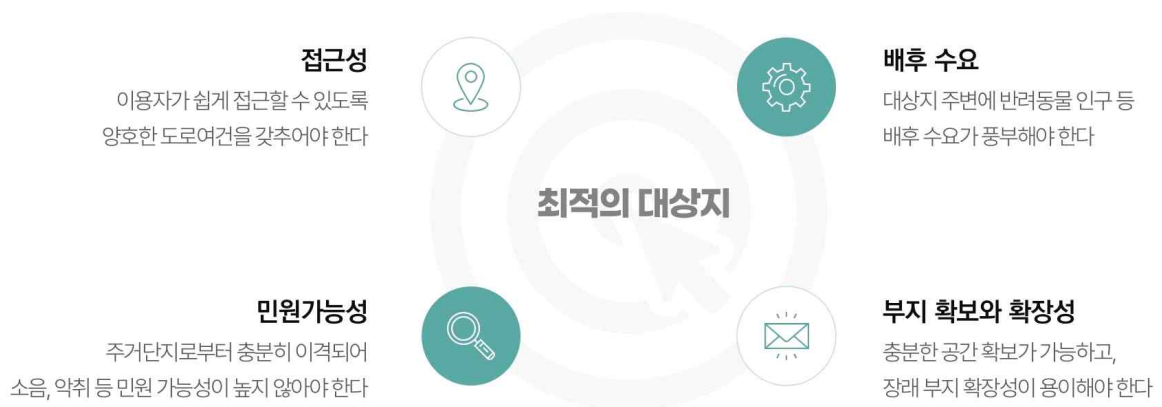 접근성
이용자가 쉽게 접근할 수 있도록
양호한 도로여건을 갖추어야 한다
배후 수요
대상지 주변에 반려동물 인구 등
배후 수요가 풍부해야 한다
최적의 대상지
민원가능성
주거단지로부터 충분히 이격되어
소음, 악취 등 민원 가능성이 높지 않아야 한다
부지 확보와 확장성
충분한 공간 확보가 가능하고,
장래 부지 확장성이 용이해야 한다